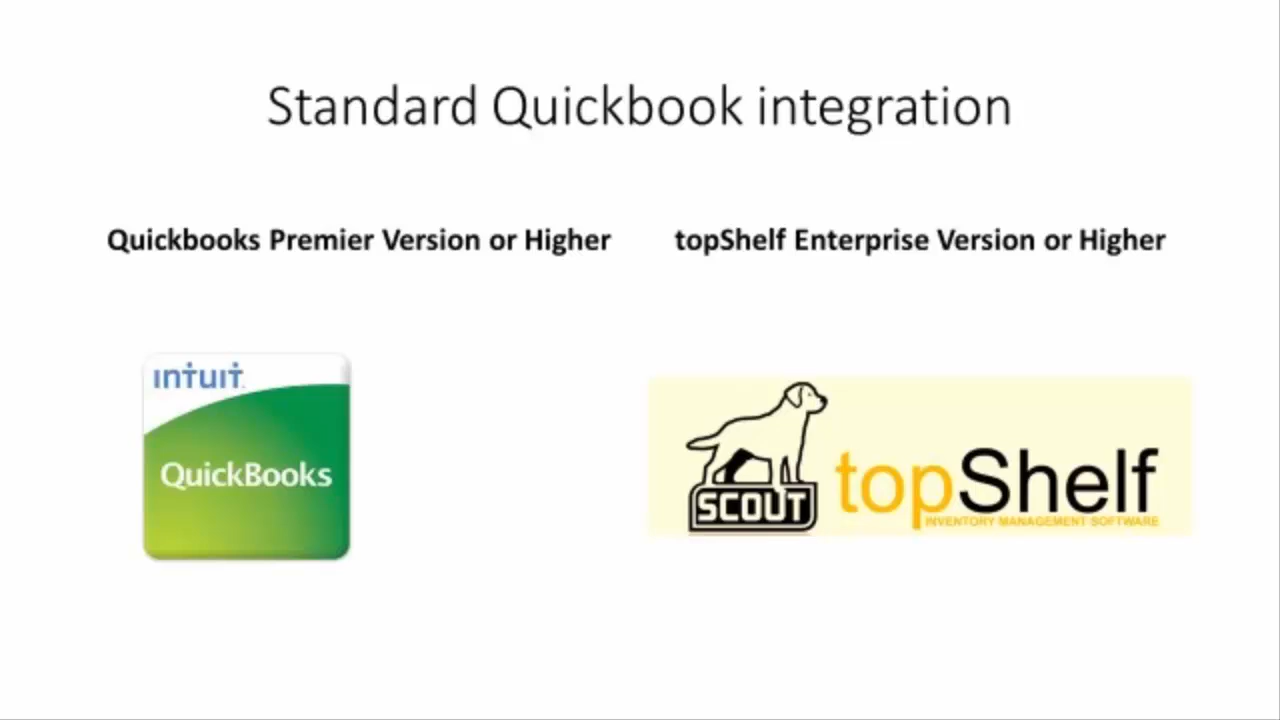 Standard Quickbook integration
Quickbooks Premier Version or Higher
topShelf Enterprise Version or Higher
intuit
QuickBooks
SCOUT
topShelf
INVENTORY MANAGEMENT SOFTWARE